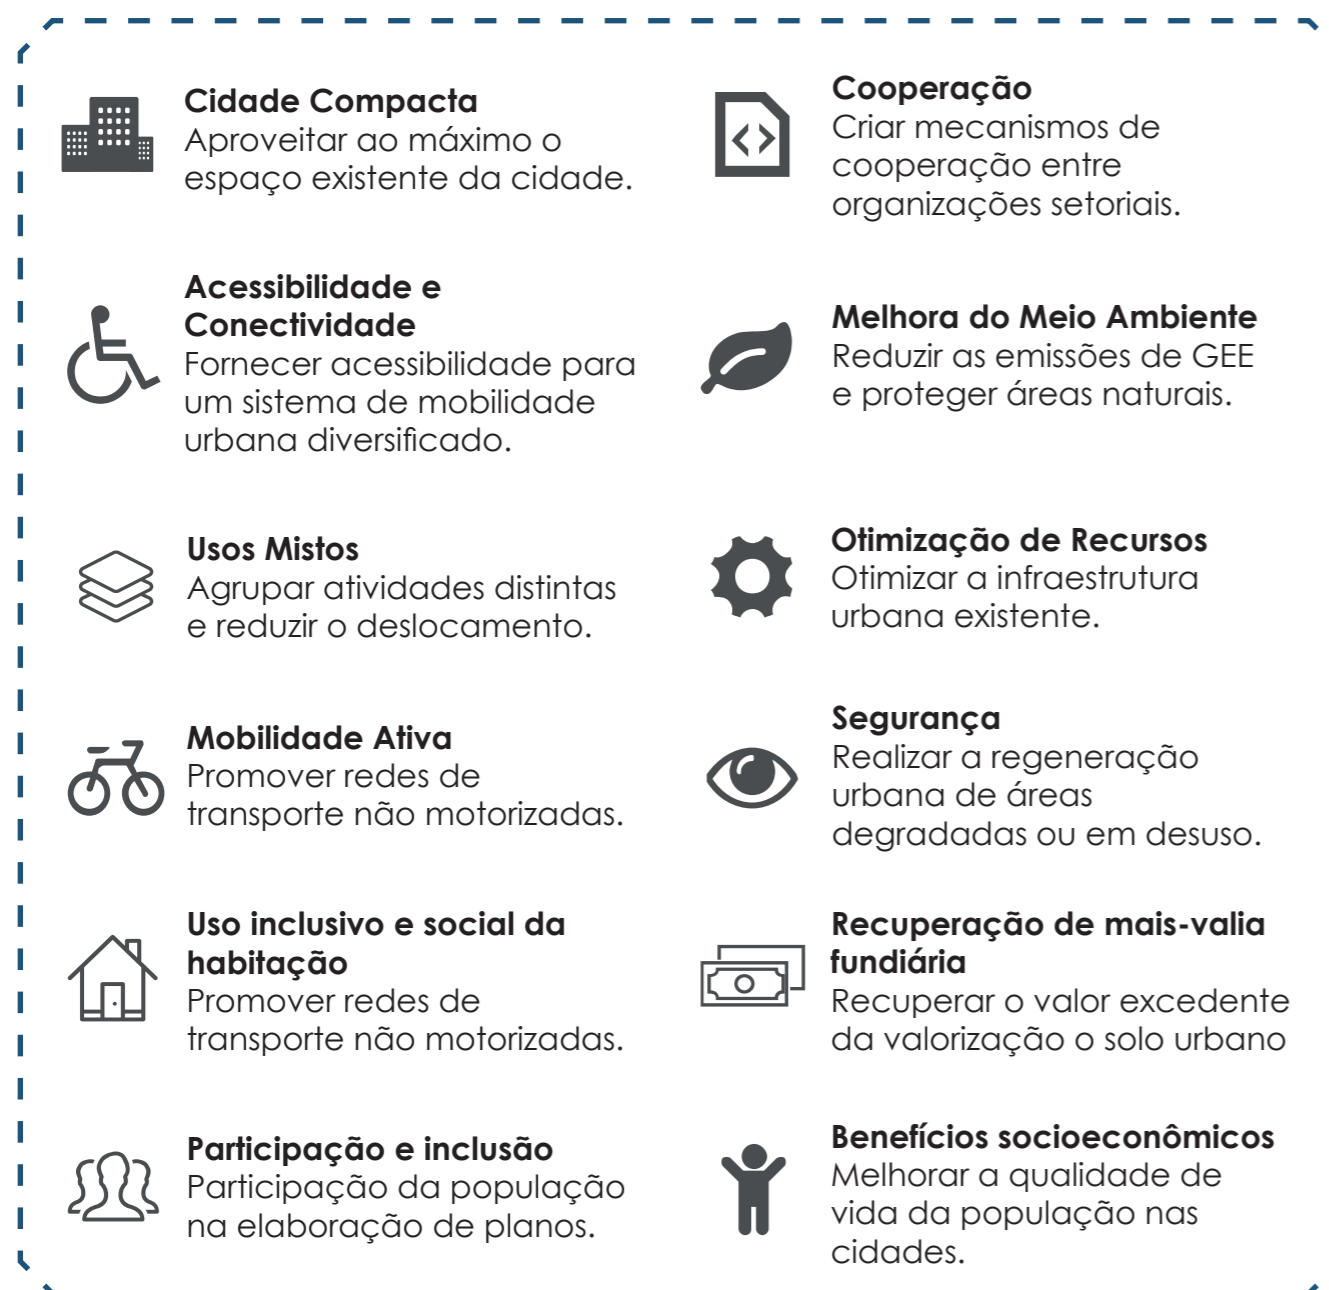 Cidade Compacta
Aproveitar ao máximo o
espaço existente da cidade.
Acessibilidade e
Conectividade
Fornecer acessibilidade para
um sistema de mobilidade
urbana diversificado.
Usos Mistos
Agrupar atividades distintas
e reduzir o deslocamento.
Mobilidade Ativa
Promover redes de
transporte não motorizadas.
Uso inclusivo e social da
habitação
Promover redes de
transporte não motorizadas.
Participação e inclusão
Participação da população
na elaboração de planos.
Cooperação
Criar mecanismos de
cooperação entre
organizações setoriais.
Melhora do Meio Ambiente
Reduzir as emissões de GEE
e proteger áreas naturais.
Otimização de Recursos
Otimizar a infraestrutura
urbana existente.
Segurança
Realizar a regeneração
urbana de áreas
degradadas ou em desuso.
Recuperação de mais-valia
fundiária
Recuperar o valor excedente
da valorização o solo urbano
Benefícios socioeconômicos
Melhorar a qualidade de
vida da população nas
cidades.